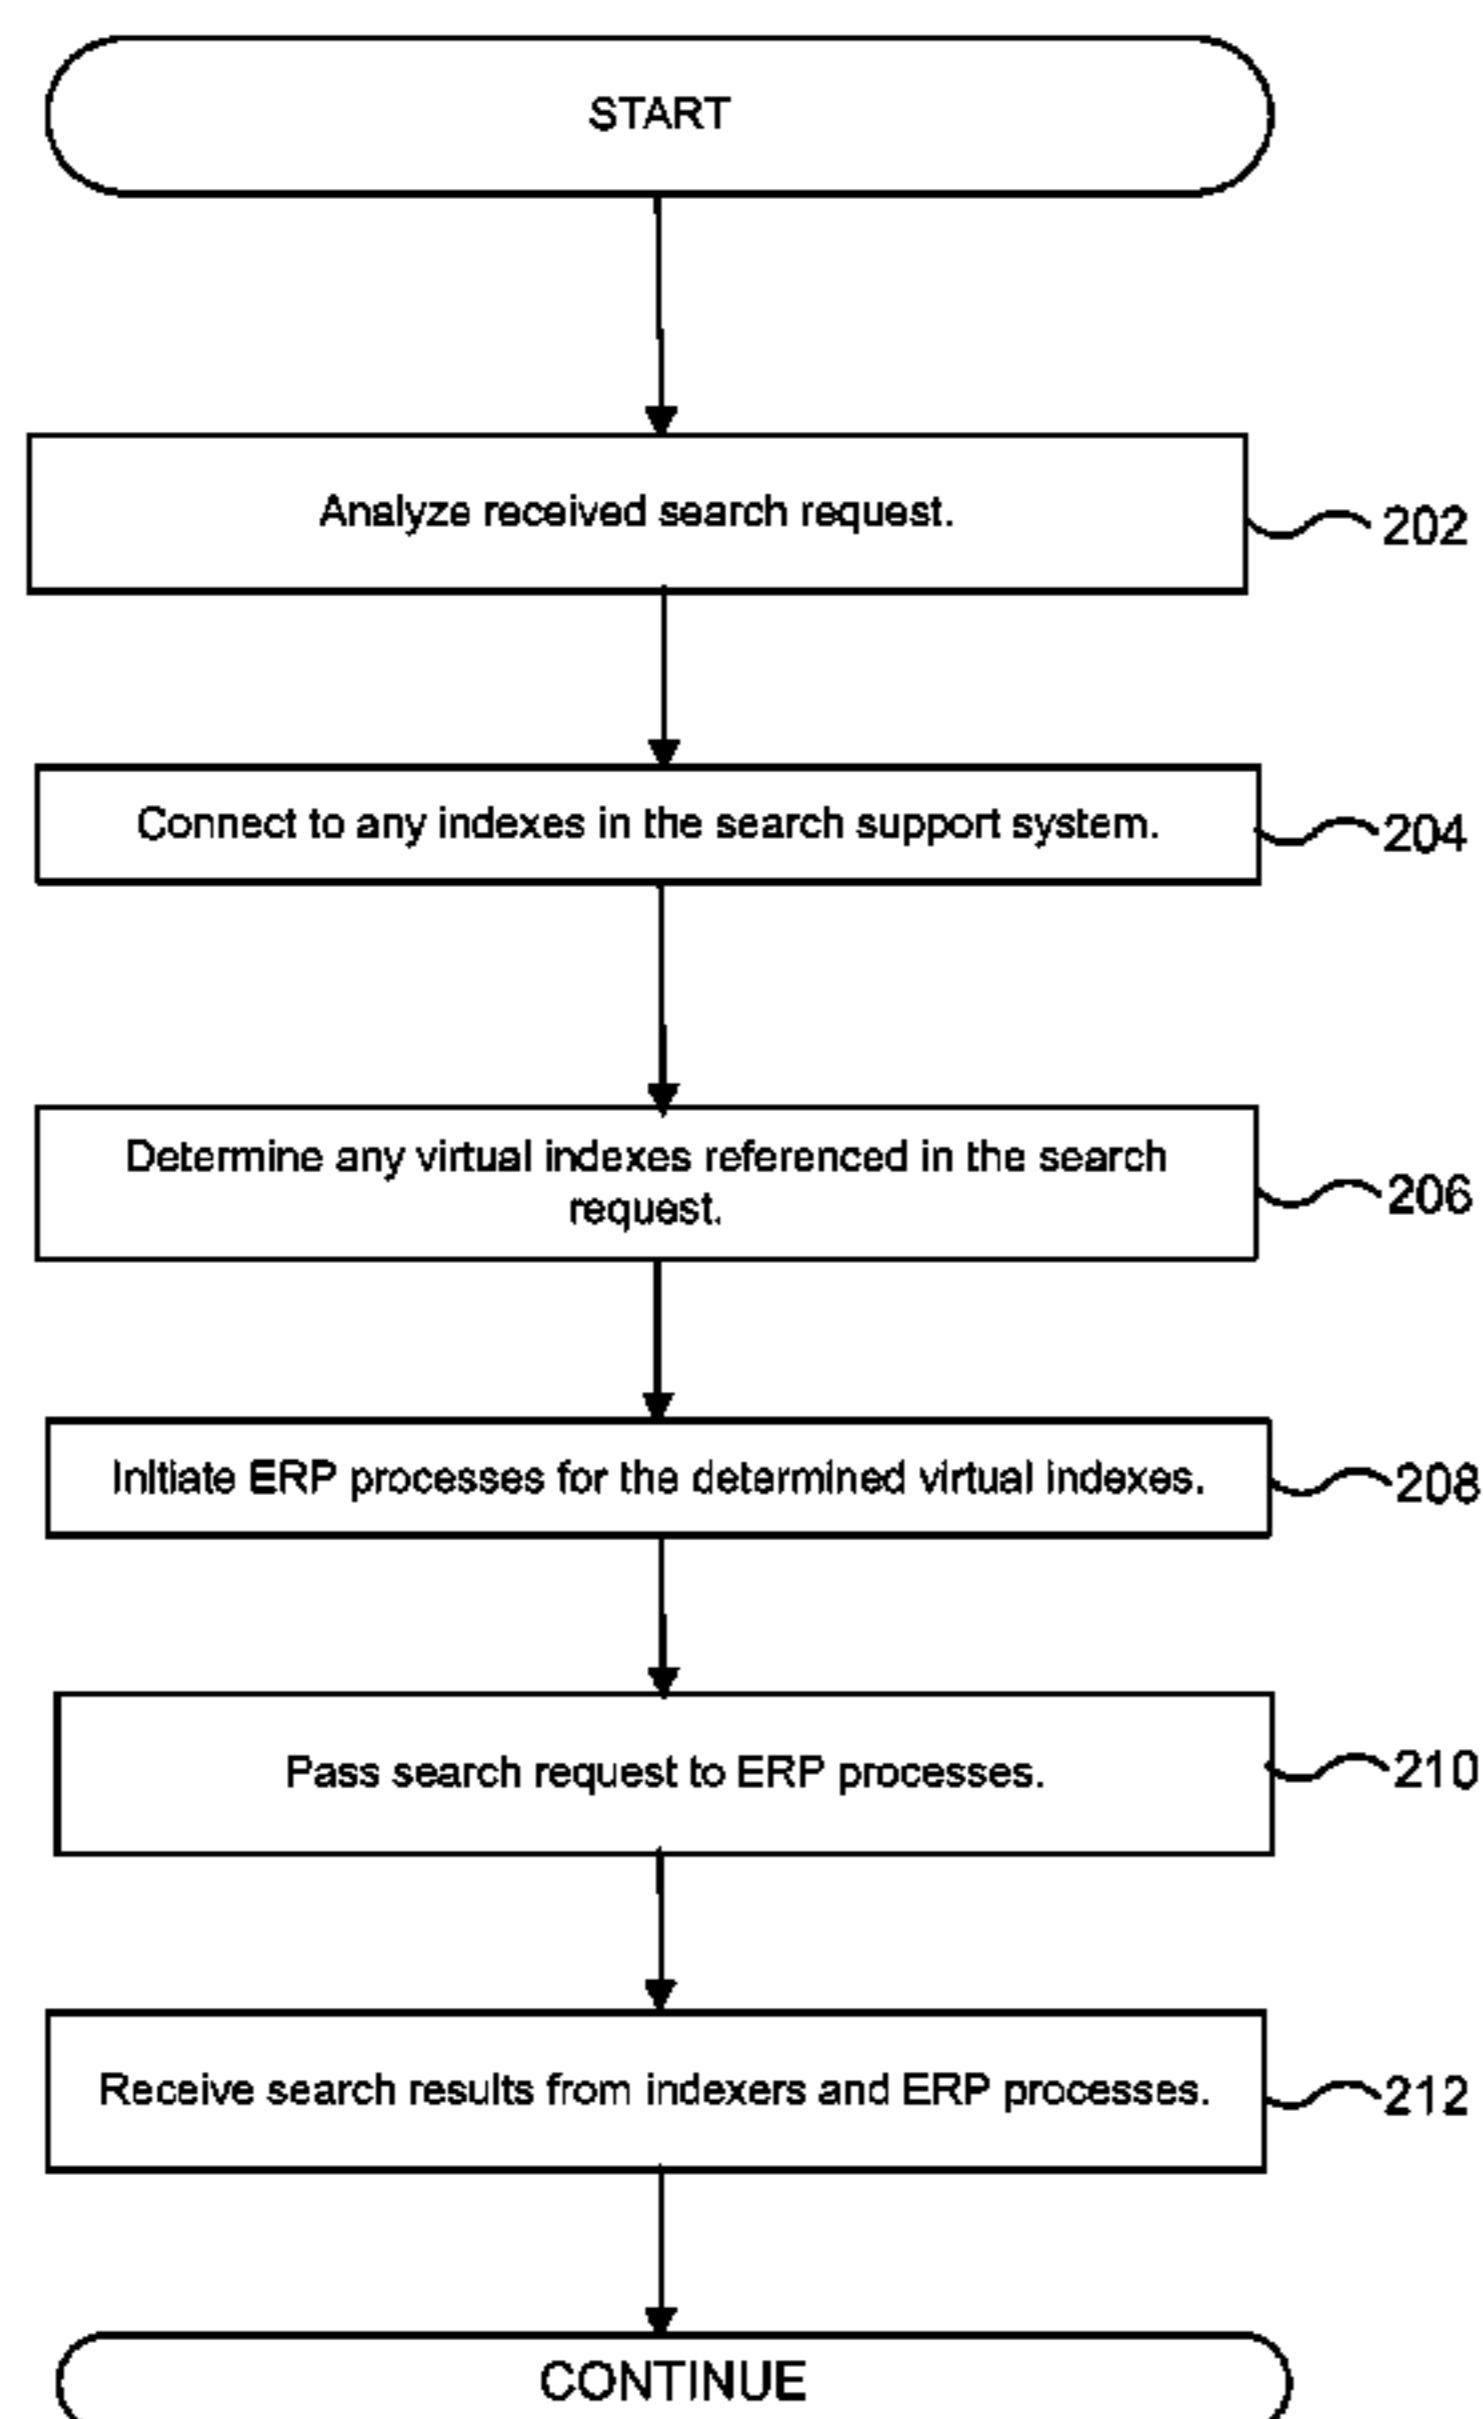 START
Analyze received search request.
202
Connect to any indexes in the search support system.
204
Determine any virtual indexes referenced in the search
request.
206
Initiate ERP processes for the determined virtual indexes.
208
Pass search request to ERP processes.
210
Receive search results from indexers and ERP processes.
212
CONTINUE